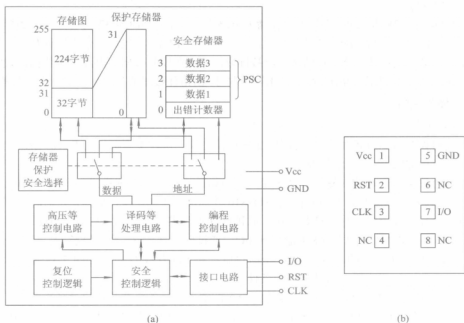 存储图
保护存储器
255
31
安全存储器
224字节
3
数据3
2
数据2
PSC
32
31
1
数据1
32字节
0
0
0
出错计数器
存储器
保护
安全选择
数据
地址
Vcc
GND
高压等
控制电路
译码等
处理电路
编程
控制电路
复位
控制逻辑
安全
控制逻辑
接口电路
I/O
RST
CLK
(a)
Vcc 1
5 GND
RST 2
6 NC
CLK 3
7 I/O
NC 4
8 NC
(b)